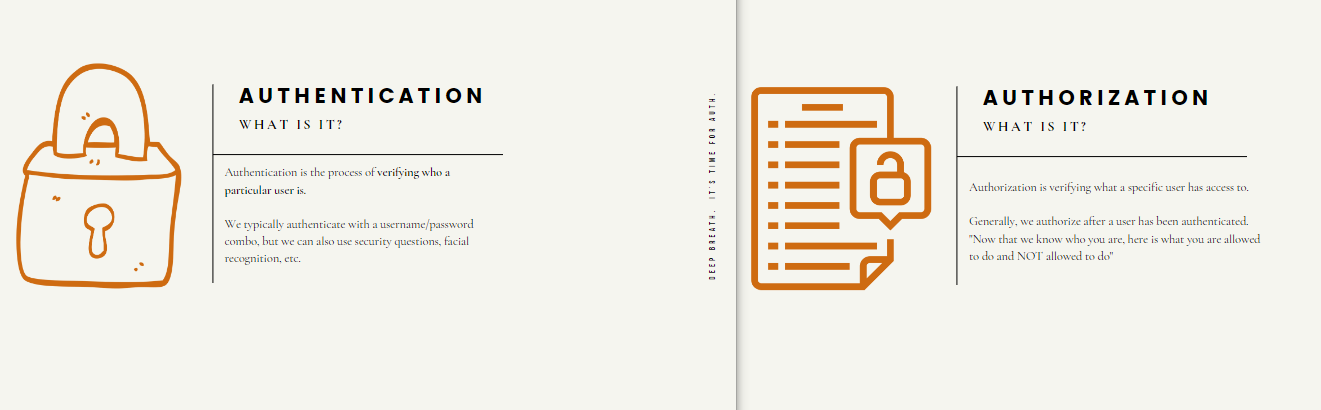 AUTHENTICATION
WHAT IS IT?
Authentication is the process of verifying who a
particular user is.
We typically authenticate with a username/password
combo, but we can also use security questions, facial
recognition, etc.
DEEP BREATH. IT'S TIME FOR AUTH.
AUTHORIZATION
WHAT IS IT?
Authorization is verifying what a specific user has access to.
Generally, we authorize after a user has been authenticated.
"Now that we know who you are, here is what you are allowed
to do and NOT allowed to do"